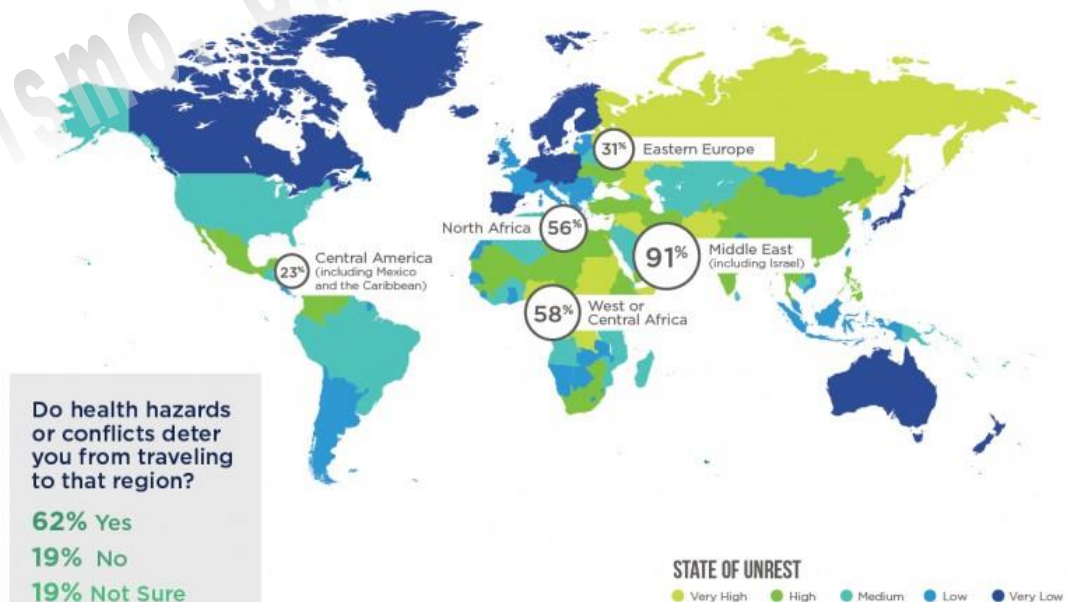 31% Eastern Europe
North Africa 56%
91% Middle East
(including Israel)
23% Central America
(including Mexico
and the Caribbean)
58% West or
Central Africa
Do health hazards
or conflicts deter
you from traveling
to that region?
62% Yes
19% No
19% Not Sure
STATE OF UNREST
Very High High Medium Low Very Low